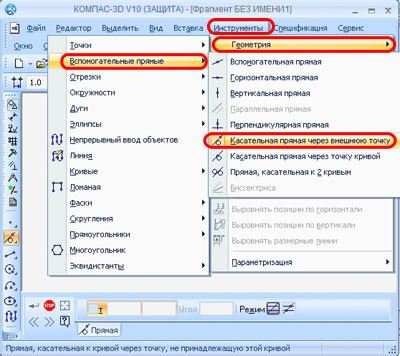 КОМПАС-3D V10 (ЗАЩИТА) - [Фрагмент БЕЗ ИМЕНИ1]
Файл Редактор Выделить Вид Вставка Инструменты Спецификация Сервис
Окно
1.0
Геометрия
Точки
Вспомогательные прямые
Отрезки
Окружности
Дуги
Эллипсы
Непрерывный ввод объектов
Линия
Кривые
Ломаная
Фаски
Скругления
Прямоугольники
Многоугольник
Эквидистанты
Вспомогательная прямая
Горизонтальная прямая
Вертикальная прямая
Параллельная прямая
Перпендикулярная прямая
Касательная прямая через внешнюю точку
Касательная прямая через точку кривой
Прямая, касательная к 2 кривым
Биссектриса
Выровнять позиции по горизонтали
Выровнять позиции по вертикали
Выровнять размерные линии
Параметризация
STOP
Угол
Режим
Прямая
Прямая, касательная к кривой через точку, не принадлежащую этой кривой